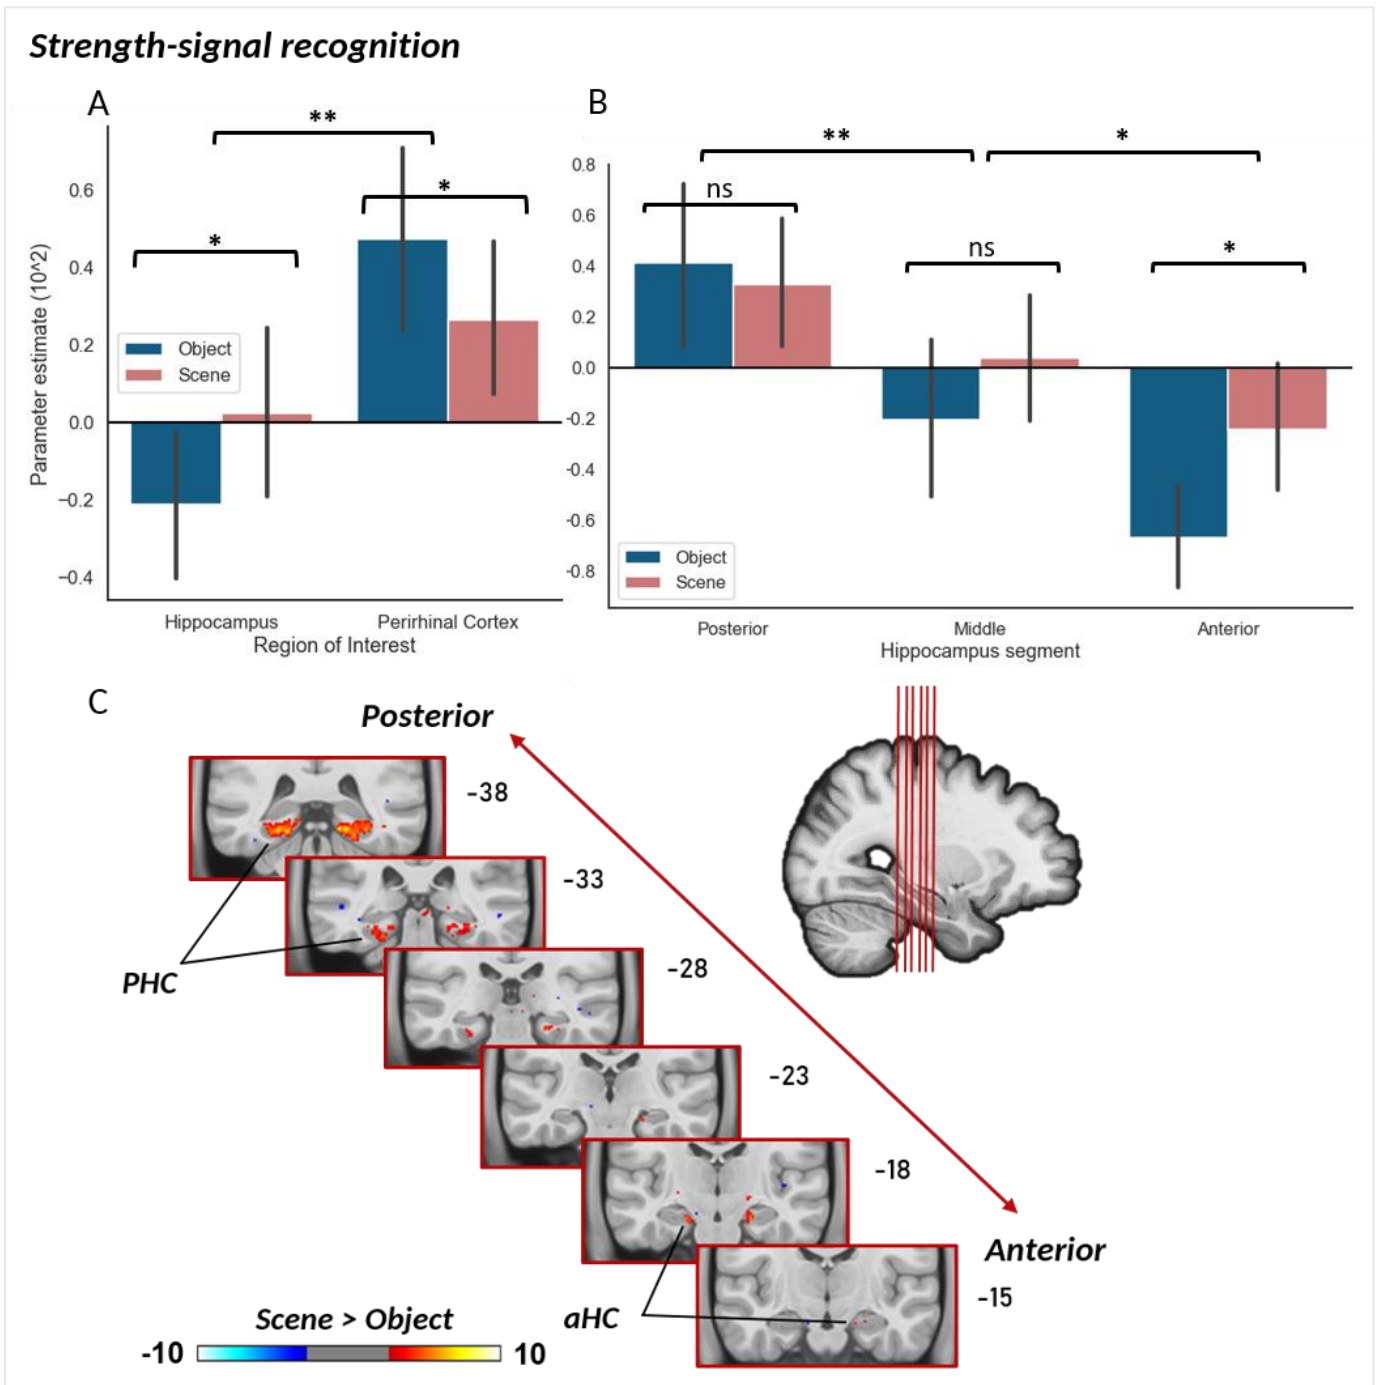 Strength-signal recognition
A
B
**
*
*
0.6
0.4
0.2
0.0
−0.2
−0.4
Parameter estimate (10^2)
Object
Scene
Hippocampus
Perirhinal Cortex
Region of Interest
**
*
ns
ns
*
0.8
0.6
0.4
0.2
0.0
-0.2
-0.4
-0.6
-0.8
Object
Scene
Posterior
Middle
Anterior
Hippocampus segment
C
Posterior
-38
-33
-28
-23
-18
-15
PHC
Anterior
aHC
Scene > Object
-10
10